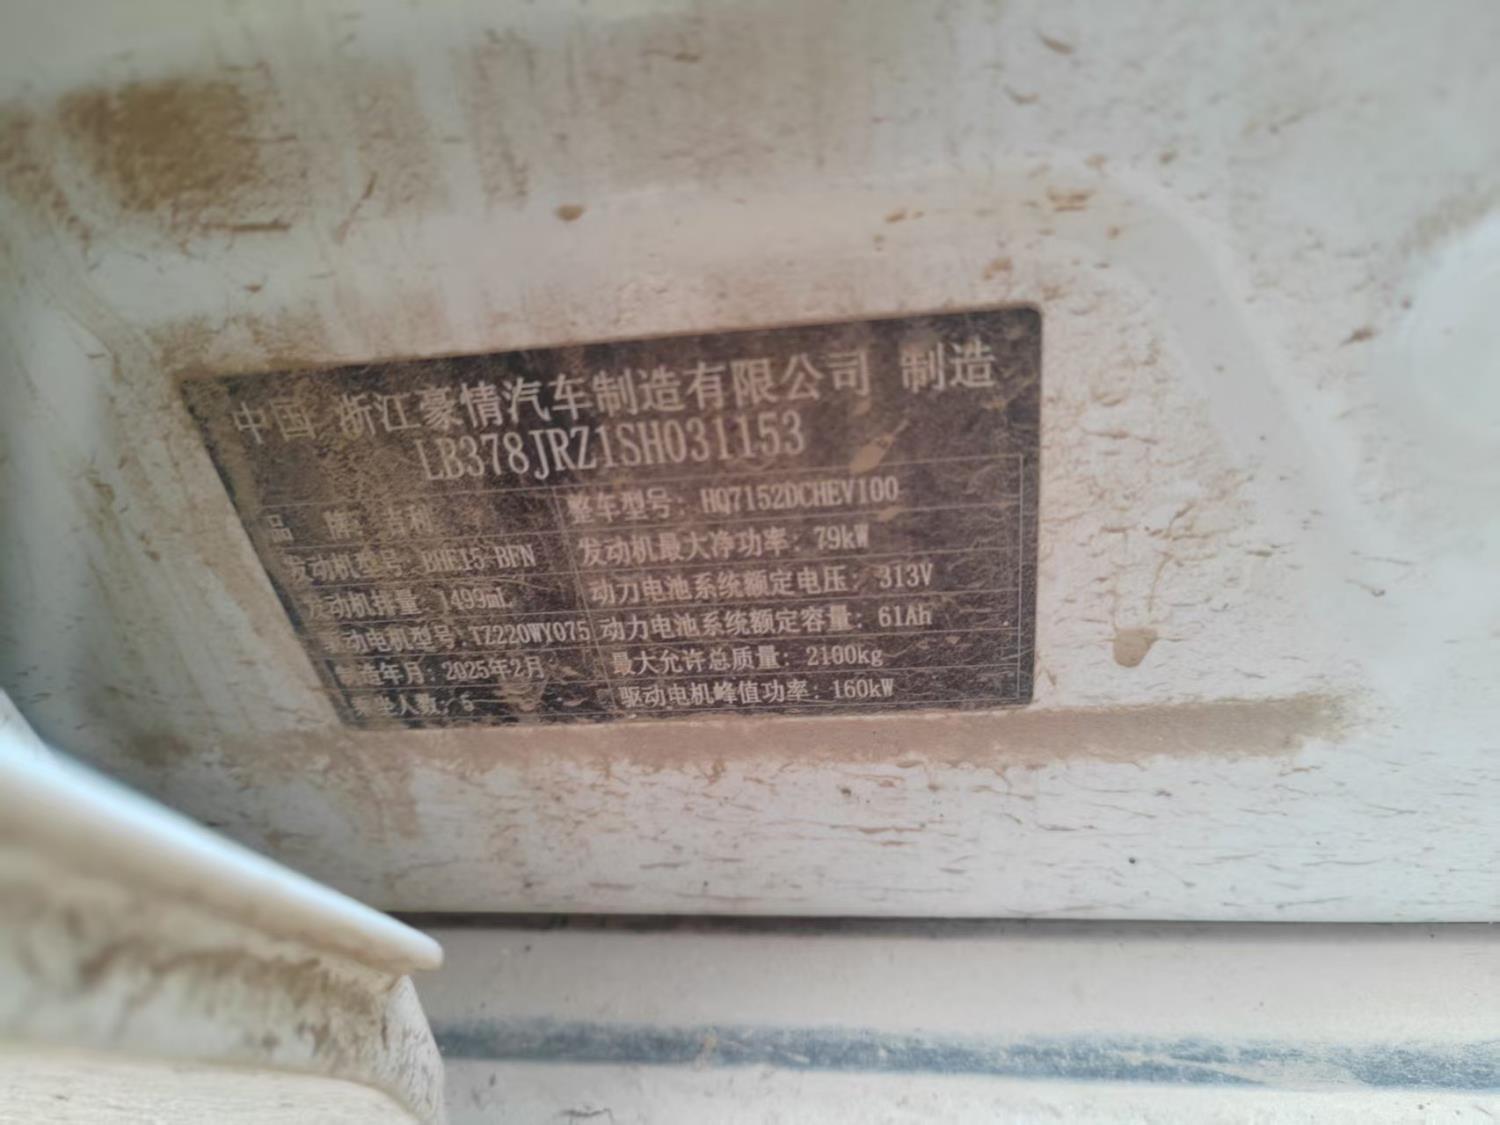 中国 浙江豪情汽车制造有限公司 制造
LB378JRZ1SH031153
品 牌: 吉利 整车型号: HQ7152DCHEV100
发动机型号: BHE15-BFN 发动机最大净功率: 79kW
发动机排量: 1499mL 动力电池系统额定电压: 313V
驱动电机型号: TZ220WY075 动力电池系统额定容量: 61Ah
制造年月: 2025年2月 最大允许总质量: 2100kg
乘坐人数: 5 驱动电机峰值功率: 160kW